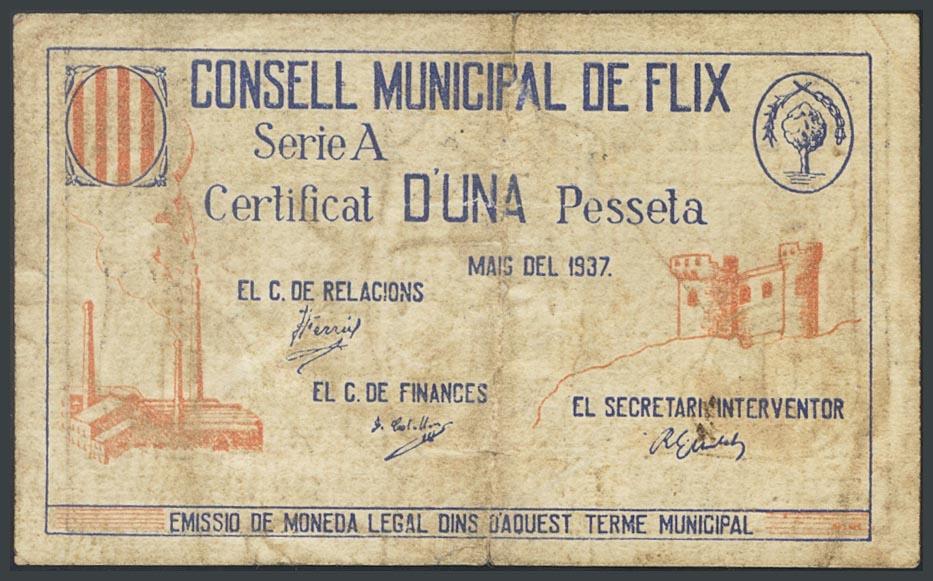 CONSELL MUNICIPAL DE FLIX
Serie A
Certificat D'UNA Pesseta
MAIG DEL 1937.
EL C. DE RELACIONS
EL C. DE FINANCES
EL SECRETARI INTERVENTOR
EMISSIO DE MONEDA LEGAL DINS D'AQUEST TERME MUNICIPAL